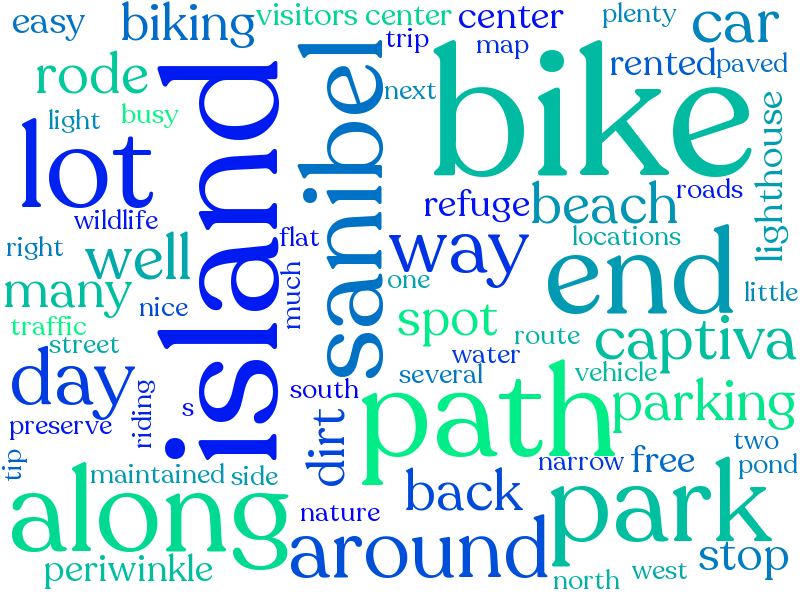 easy
biking
visitors center
center
plenty
car
trip
map
rode
rented
paved
island
sanibel
bike
next
light
busy
lot
lighthouse
wildlife
refuge
beach
roads
right
well
flat
way
locations
many
nice
much
one
end
little
traffic
street
spot
route
captiva
day
water
several
vehicle
riding
s
south
path
parking
preserve
dirt
tip
maintained
side
narrow
free
two
pond
along
nature
back
park
around
periwinkle
stop
north
west